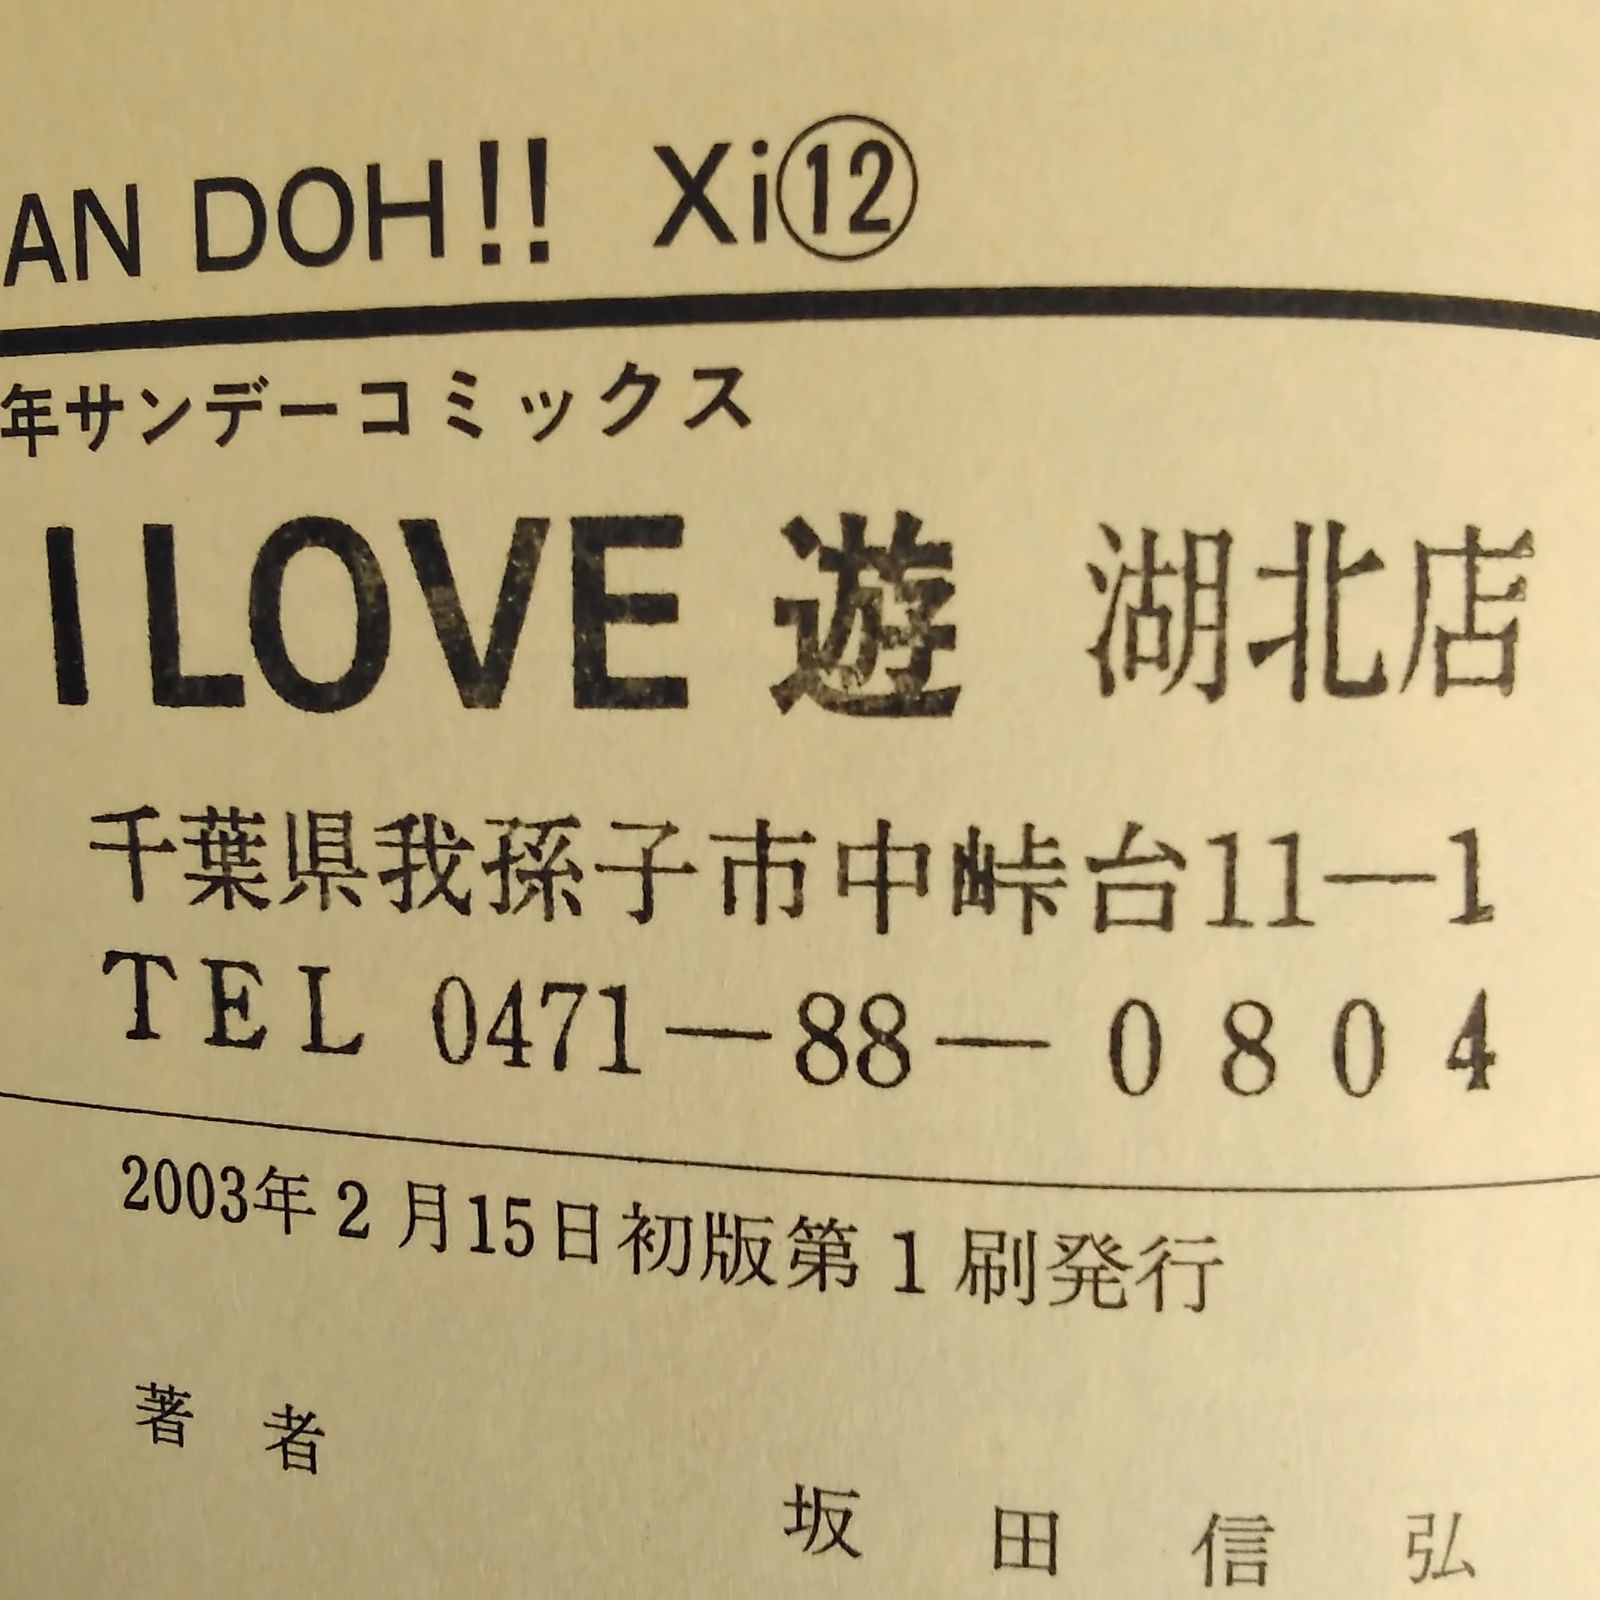 AN DOH!! Xi⑫
年サンデーコミックス
I LOVE 遊 湖北店
千葉県我孫子市中峠台11―1
TEL 0471―88―0804
2003年2月15日初版第1刷発行
著者
坂田信弘